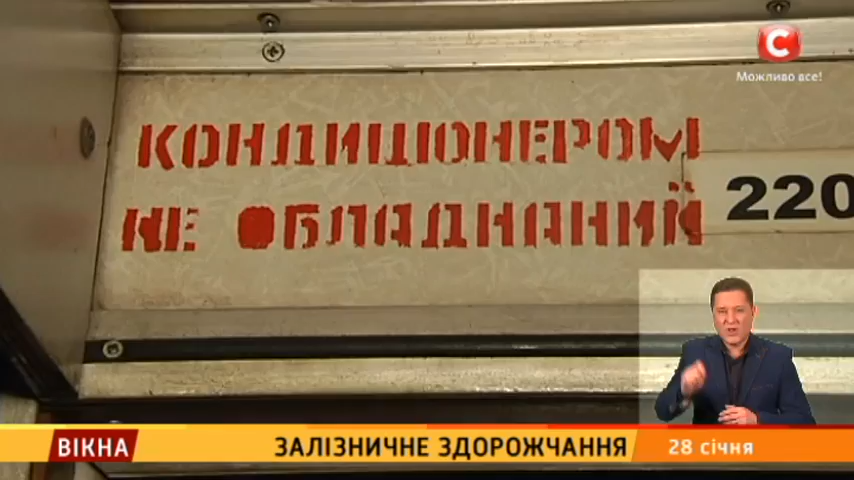 С
Можливо все!
КОНДИЦІОНЕРОМ
НЕ ОБЛАДНАНИЙ
220
ВІКНА
ЗАЛІЗНИЧНЕ ЗДОРОЖЧАННЯ
28 січня